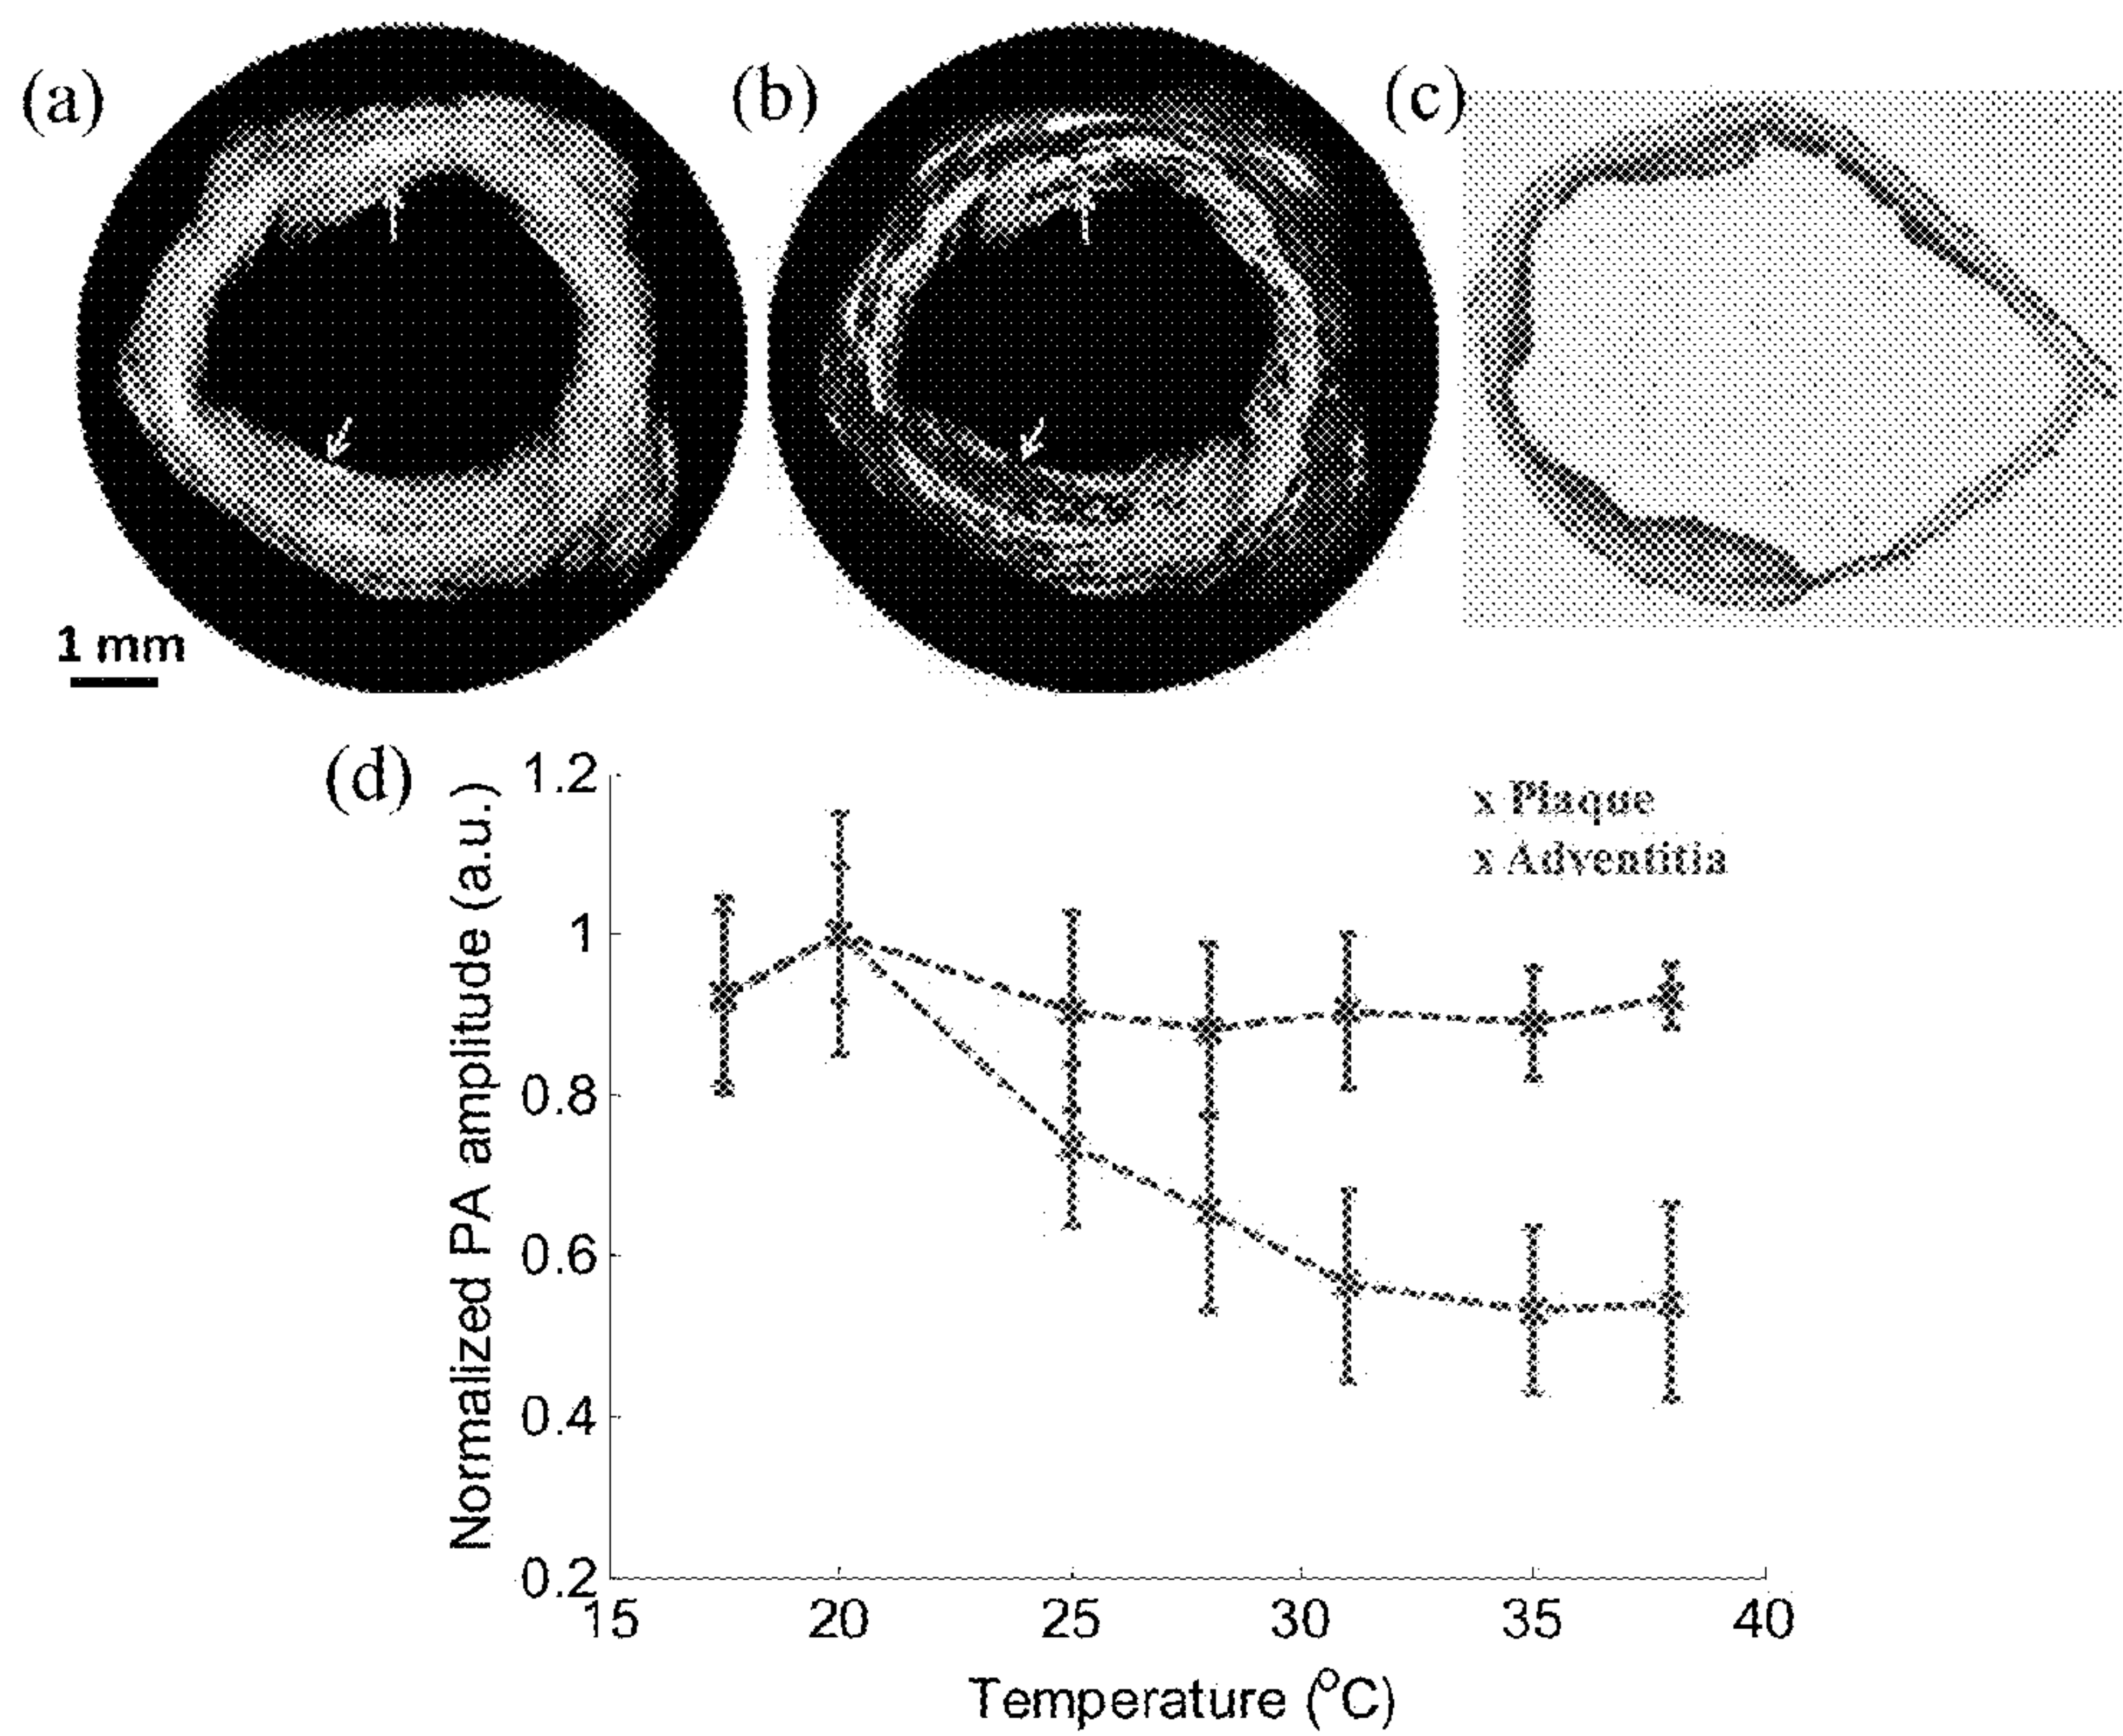 (a)
(b)
(c)
1 mm
(d)
Normalized PA amplitude (a.u.)
1.2
1
0.8
0.6
0.4
0.2
x Plaque
x Adventitia
15 20 25 30 35 40
Temperature (°C)